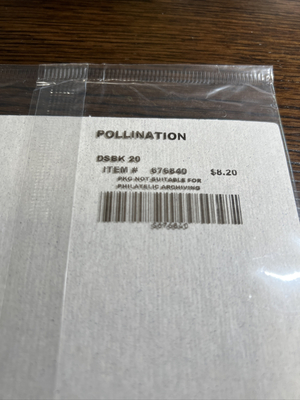 POLLINATION
DSBK 20
ITEM # 676840 $8.20
PKG NOT SUITABLE FOR
PHILATELIC ARCHIVING